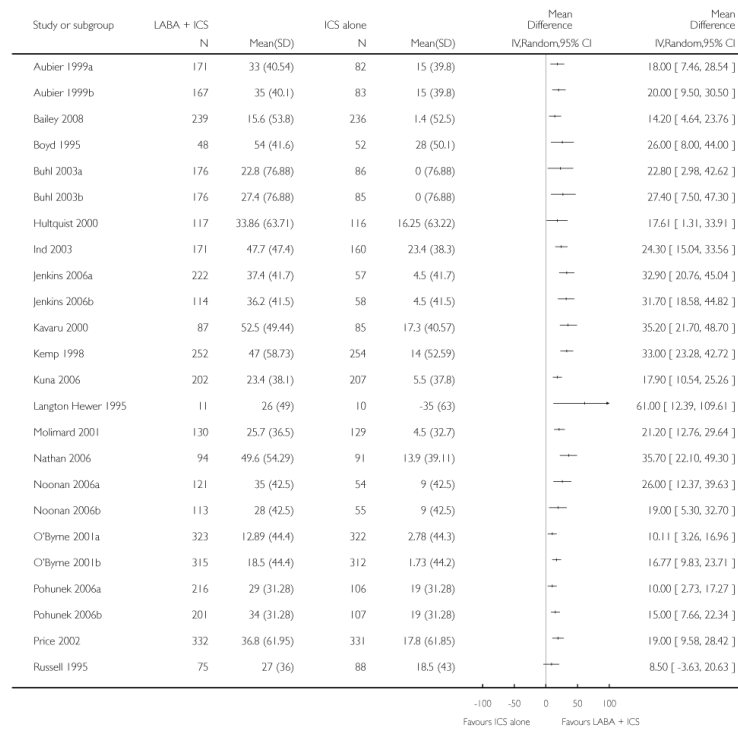 Mean Mean
Study or subgroup LABA + ICS ICS alone Difference Difference
N Mean(SD) N Mean(SD) IV,Random,95% CI IV,Random,95% CI
Aubier 1999a 171 33 (40.54) 82 15 (39.8) 18.00 [ 7.46, 28.54 ]
Aubier 1999b 167 35 (40.1) 83 15 (39.8) 20.00 [ 9.50, 30.50 ]
Bailey 2008 239 15.6 (53.8) 236 1.4 (52.5) 14.20 [ 4.64, 23.76 ]
Boyd 1995 48 54 (41.6) 52 28 (50.1) 26.00 [ 8.00, 44.00 ]
Buhl 2003a 176 22.8 (76.88) 86 0 (76.88) 22.80 [ 2.98, 42.62 ]
Buhl 2003b 176 27.4 (76.88) 85 0 (76.88) 27.40 [ 7.50, 47.30 ]
Hultquist 2000 117 33.86 (63.71) 116 16.25 (63.22) 17.61 [ 1.31, 33.91 ]
Ind 2003 171 47.7 (47.4) 160 23.4 (38.3) 24.30 [ 15.04, 33.56 ]
Jenkins 2006a 222 37.4 (41.7) 57 4.5 (41.7) 32.90 [ 20.76, 45.04 ]
Jenkins 2006b 114 36.2 (41.5) 58 4.5 (41.5) 31.70 [ 18.58, 44.82 ]
Kavaru 2000 87 52.5 (49.44) 85 17.3 (40.57) 35.20 [ 21.70, 48.70 ]
Kemp 1998 252 47 (58.73) 254 14 (52.59) 33.00 [ 23.28, 42.72 ]
Kuna 2006 202 23.4 (38.1) 207 5.5 (37.8) 17.90 [ 10.54, 25.26 ]
Langton Hewer 1995 11 26 (49) 10 -35 (63) 61.00 [ 12.39, 109.61 ]
Molimard 2001 130 25.7 (36.5) 129 4.5 (32.7) 21.20 [ 12.76, 29.64 ]
Nathan 2006 94 49.6 (54.29) 91 13.9 (39.11) 35.70 [ 22.10, 49.30 ]
Noonan 2006a 121 35 (42.5) 54 9 (42.5) 26.00 [ 12.37, 39.63 ]
Noonan 2006b 113 28 (42.5) 55 9 (42.5) 19.00 [ 5.30, 32.70 ]
O'Byrne 2001a 323 12.89 (44.4) 322 2.78 (44.3) 10.11 [ 3.26, 16.96 ]
O'Byrne 2001b 315 18.5 (44.4) 312 1.73 (44.2) 16.77 [ 9.83, 23.71 ]
Pohunek 2006a 216 29 (31.28) 106 19 (31.28) 10.00 [ 2.73, 17.27 ]
Pohunek 2006b 201 34 (31.28) 107 19 (31.28) 15.00 [ 7.66, 22.34 ]
Price 2002 332 36.8 (61.95) 331 17.8 (61.85) 19.00 [ 9.58, 28.42 ]
Russell 1995 75 27 (36) 88 18.5 (43) 8.50 [ -3.63, 20.63 ]
-100 -50 0 50 100
Favours ICS alone Favours LABA + ICS